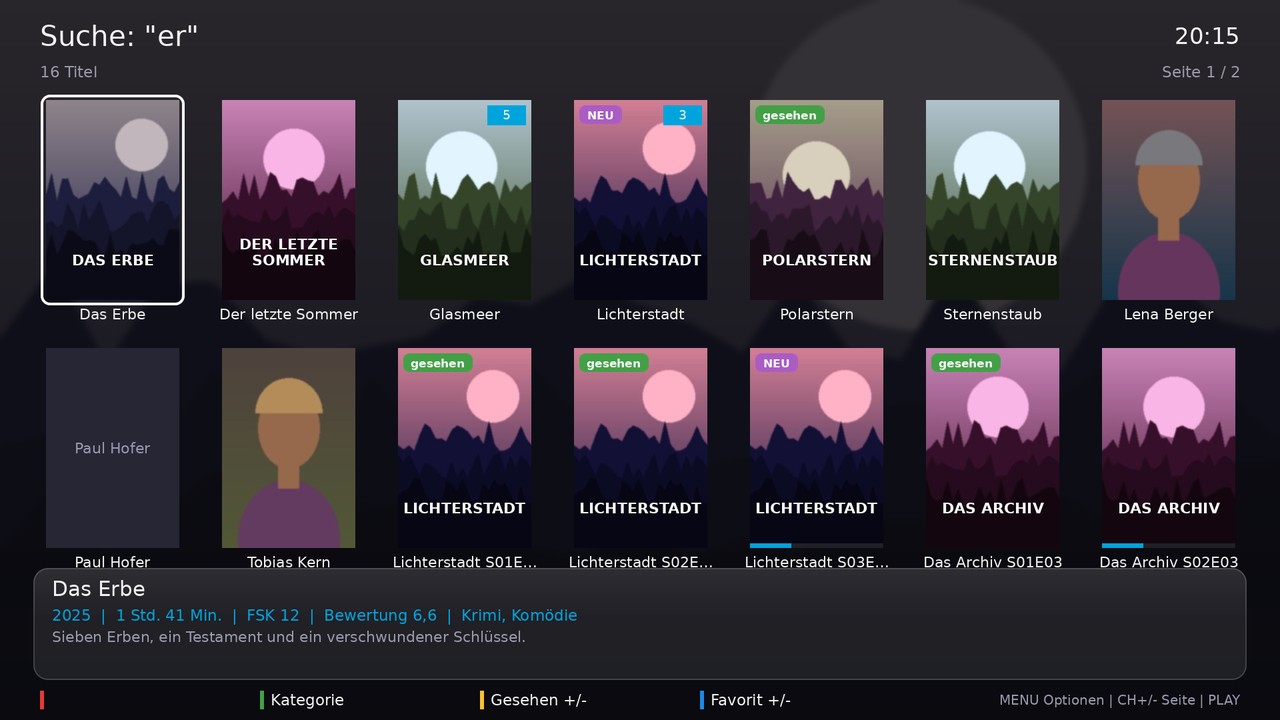 Suche: "er"
20:15
16 Titel
Seite 1 / 2
DAS ERBE
DER LETZTE
SOMMER
5
GLASMEER
NEU
3
LICHTERSTADT
gesehen
POLARSTERN
STERNENSTAUB
Das Erbe
Der letzte Sommer
Glasmeer
Lichterstadt
Polarstern
Sternenstaub
Lena Berger
Paul Hofer
gesehen
LICHTERSTADT
gesehen
LICHTERSTADT
NEU
LICHTERSTADT
gesehen
DAS ARCHIV
DAS ARCHIV
Paul Hofer
Tobias Kern
Lichterstadt S01E...
Lichterstadt S02E...
Lichterstadt S03E...
Das Archiv S01E03
Das Archiv S02E03
Das Erbe
2025 | 1 Std. 41 Min. | FSK 12 | Bewertung 6,6 | Krimi, Komödie
Sieben Erben, ein Testament und ein verschwundener Schlüssel.
Kategorie
Gesehen +/-
Favorit +/-
MENU Optionen | CH+/- Seite | PLAY